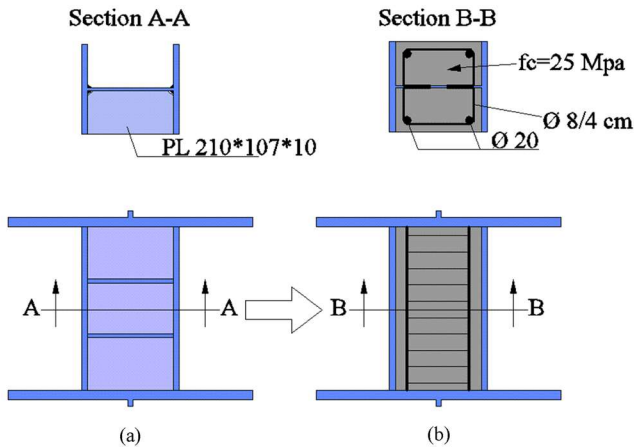 Section A-A
Section B-B
fc=25 Mpa
Ø 8/4 cm
Ø 20
PL 210*107*10
A
A
B
B
(a)
(b)